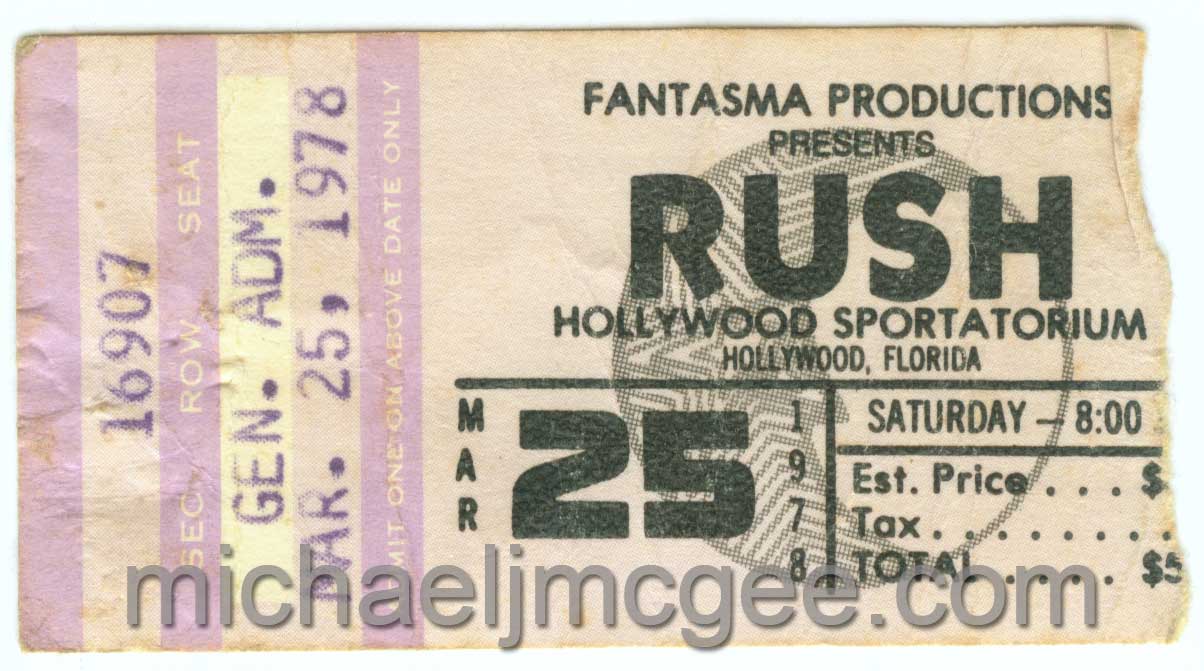 16907
SEC ROW SEAT
GEN. ADM.
MAR. 25, 1978
ADMIT ONE ON ABOVE DATE ONLY
FANTASMA PRODUCTIONS
PRESENTS
RUSH
HOLLYWOOD SPORTATORIUM
HOLLYWOOD, FLORIDA
MAR 25 1978
SATURDAY — 8:00
Est. Price . . . $
Tax . . . . . . . .
TOTAL . . . . . $5
michaeljmcgee.com